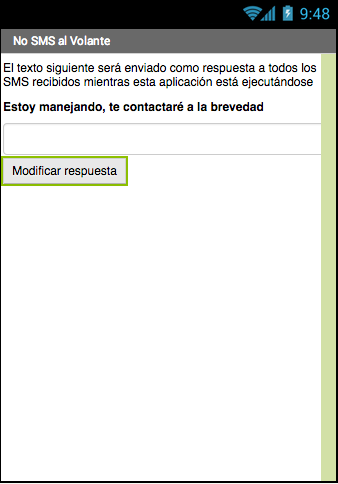 9:48
No SMS al Volante
El texto siguiente será enviado como respuesta a todos los
SMS recibidos mientras esta aplicación está ejecutándose
Estoy manejando, te contactaré a la brevedad
Modificar respuesta